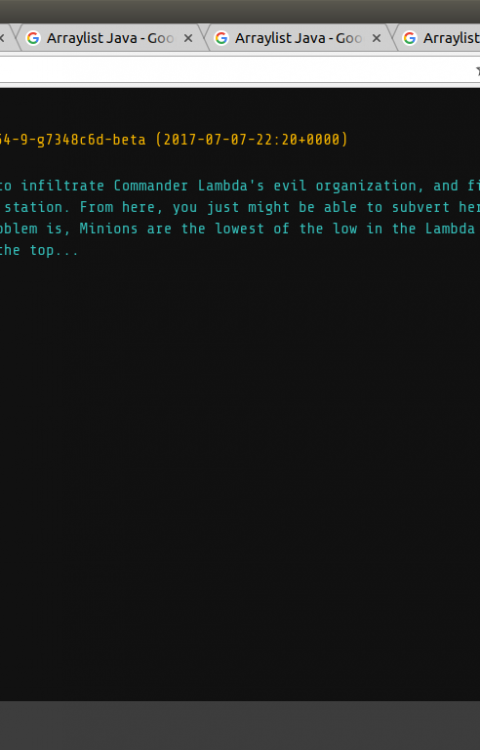 Arraylist Java - Goo Arraylist Java - Goo Arraylist
54-9-g7348c6d-beta (2017-07-07-22:20+0000)
to infiltrate Commander Lambda's evil organization, and fi
station. From here, you just might be able to subvert her
oblem is, Minions are the lowest of the low in the Lambda
the top...